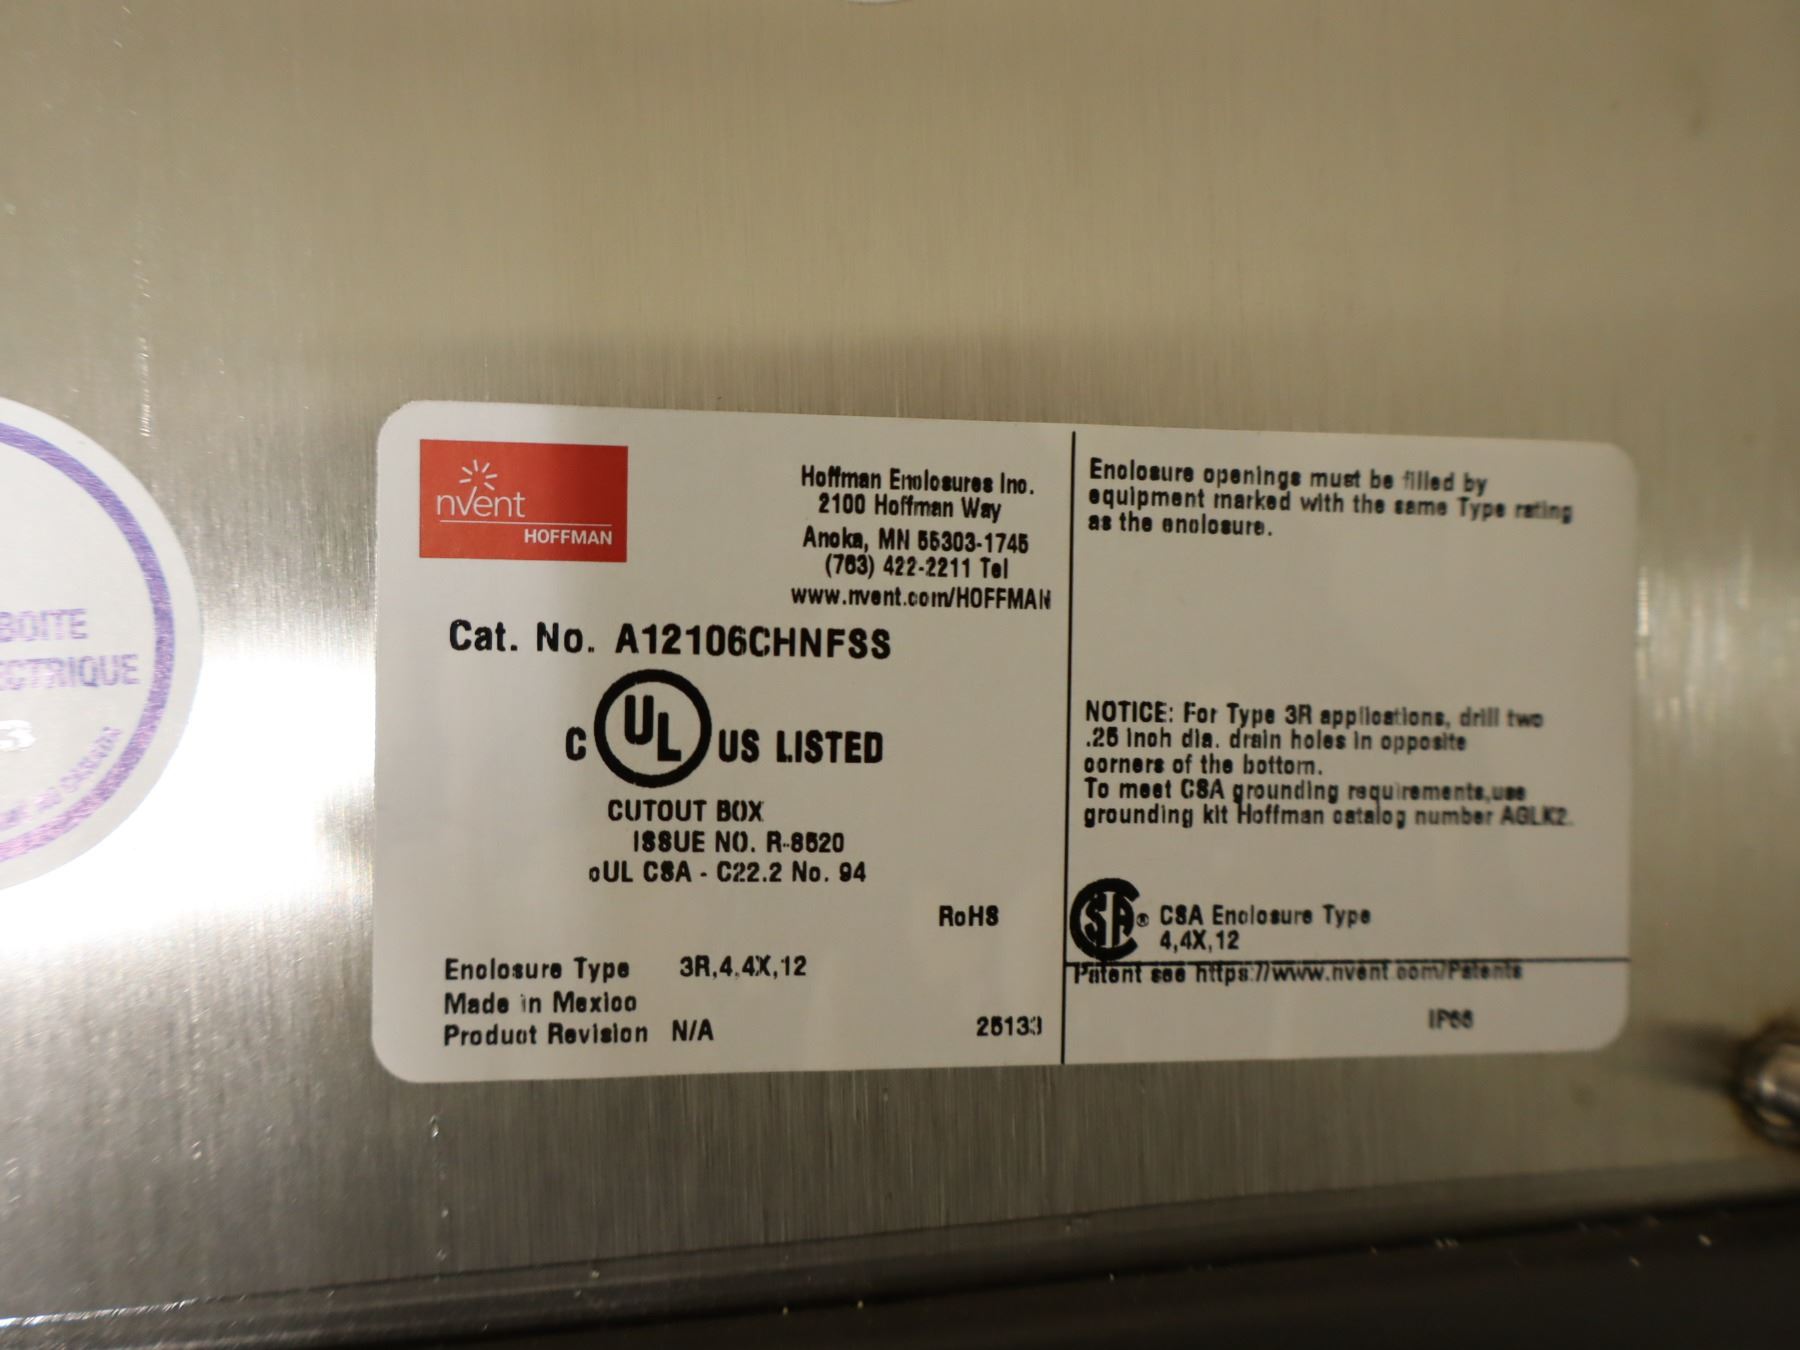 BOITE
CTRIQUE
nVent
HOFFMAN
Hoffman Enclosures Inc.
2100 Hoffman Way
Anoka, MN 55303-1745
(763) 422-2211 Tel
www.nvent.com/HOFFMAN
Cat. No. A12106CHNFSS
C UL US LISTED
CUTOUT BOX
ISSUE NO. R-8520
cUL CSA - C22.2 No. 94
RoHS
Enclosure Type 3R,4,4X,12
Made in Mexico
Product Revision N/A
25133
Enclosure openings must be filled by
equipment marked with the same Type rating
as the enclosure.
NOTICE: For Type 3R applications, drill two
.25 inch dia. drain holes in opposite
corners of the bottom.
To meet CSA grounding requirements,use
grounding kit Hoffman catalog number AGLK2.
CSA ® CSA Enclosure Type
4,4X,12
Patent see https://www.nvent.com/Patents
IP66